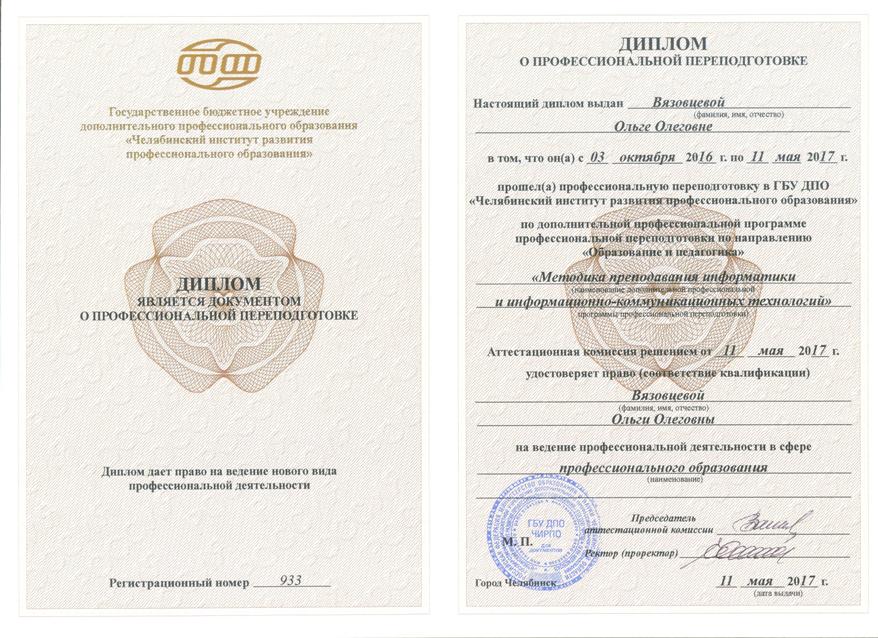 Государственное бюджетное учреждение
дополнительного профессионального образования
«Челябинский институт развития
профессионального образования»
ДИПЛОМ
ЯВЛЯЕТСЯ ДОКУМЕНТОМ
О ПРОФЕССИОНАЛЬНОЙ ПЕРЕПОДГОТОВКЕ
Диплом дает право на ведение нового вида
профессиональной деятельности
Регистрационный номер 933
ДИПЛОМ
О ПРОФЕССИОНАЛЬНОЙ ПЕРЕПОДГОТОВКЕ
Настоящий диплом выдан Вязовцевой
(фамилия, имя, отчество)
Ольге Олеговне
в том, что он(а) с 03 октября 2016 г. по 11 мая 2017 г.
прошел(а) профессиональную переподготовку в ГБУ ДПО
«Челябинский институт развития профессионального образования»
по дополнительной профессиональной программе
профессиональной переподготовки по направлению
«Образование и педагогика»
«Методика преподавания информатики
(наименование дополнительной профессиональной
и информационно-коммуникационных технологий»
программы профессиональной переподготовки)
Аттестационная комиссия решением от 11 мая 2017 г.
удостоверяет право (соответствие квалификации)
Вязовцевой
(фамилия, имя, отчество)
Ольги Олеговны
на ведение профессиональной деятельности в сфере
профессионального образования
(наименование)
Председатель
аттестационной комиссии
ГБУ ДПО
ЧИРПО
ДЛЯ
ДОКУМЕНТОВ
М. П.
Ректор (проректор)
Город Челябинск 11 мая 2017 г.
(дата выдачи)